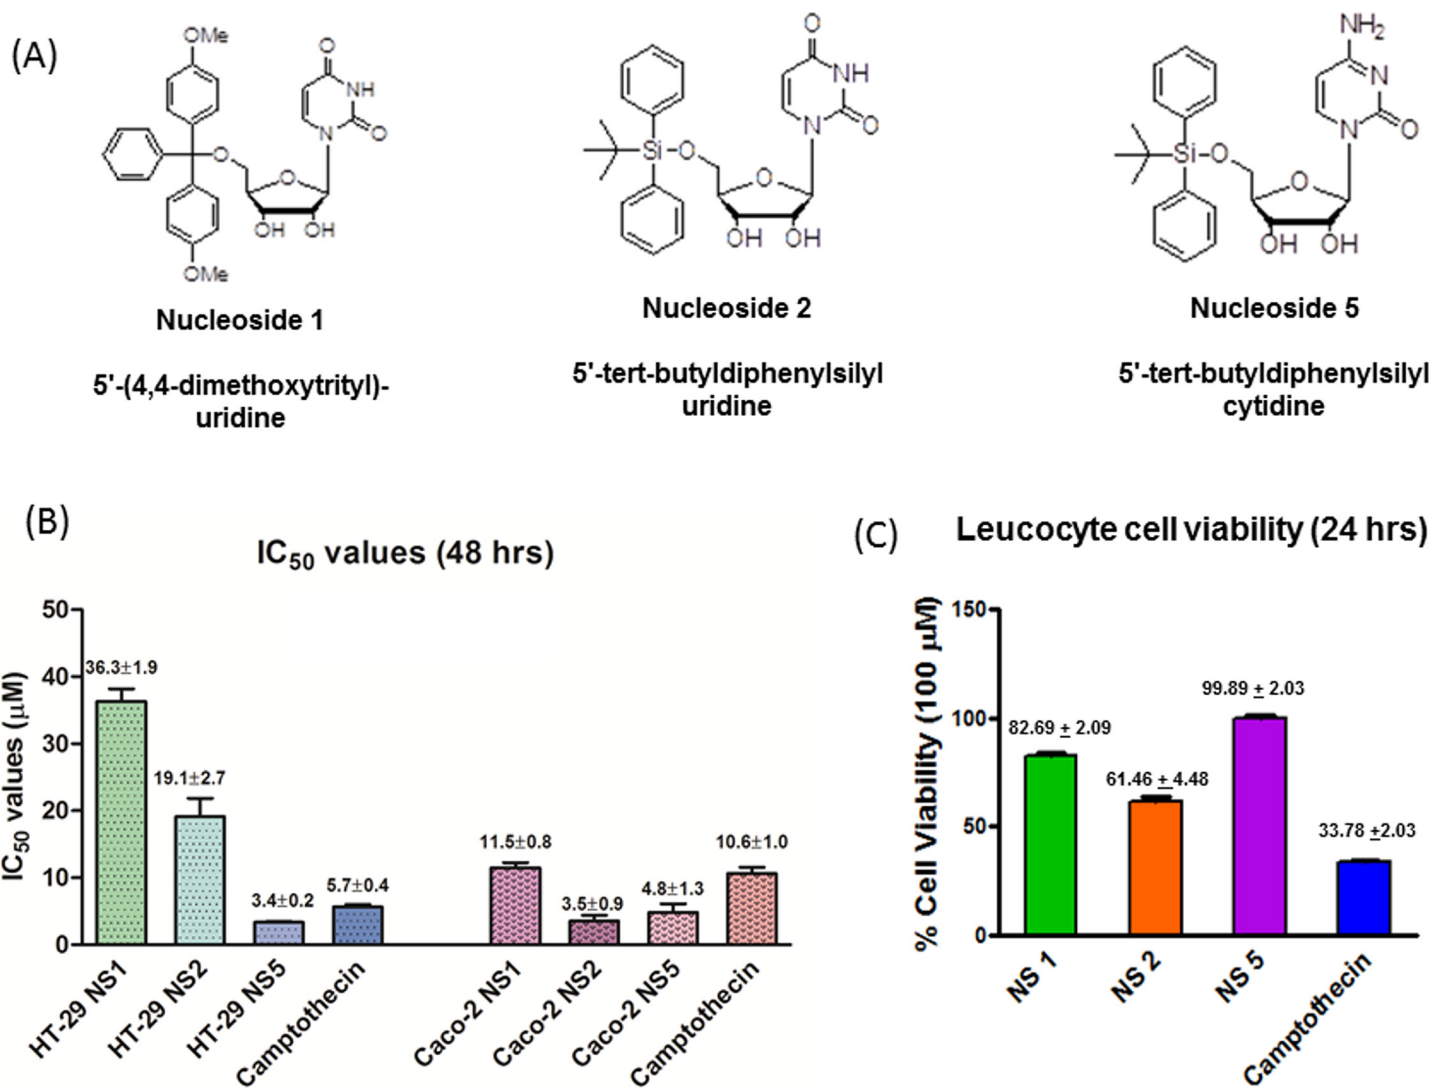 (A)
OMe
O
NH
N
O
O
O
OH OH
OMe
Nucleoside 1
5'-(4,4-dimethoxytrityl)-
uridine
O
NH
N
O
Si
O
O
OH OH
Nucleoside 2
5'-tert-butyldiphenylsilyl
uridine
NH2
N
N
O
Si
O
O
OH OH
Nucleoside 5
5'-tert-butyldiphenylsilyl
cytidine
(B)
IC50 values (48 hrs)
IC50 values (µM)
50
40
30
20
10
0
36.3±1.9
19.1±2.7
3.4±0.2
5.7±0.4
11.5±0.8
3.5±0.9
4.8±1.3
10.6±1.0
HT-29 NS1
HT-29 NS2
HT-29 NS5
Camptothecin
Caco-2 NS1
Caco-2 NS2
Caco-2 NS5
Camptothecin
(C)
Leucocyte cell viability (24 hrs)
% Cell Viability (100 µM)
150
100
50
0
82.69 ± 2.09
61.46 ± 4.48
99.89 ± 2.03
33.78 ±2.03
NS 1
NS 2
NS 5
Camptothecin